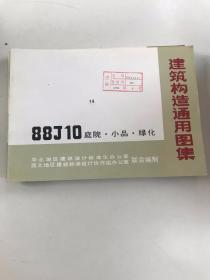 建筑构造通用图集
14
88J10 庭院·小品·绿化
华北地区建筑设计标准化办公室
西北地区建筑标准设计协作组办公室
联合编制